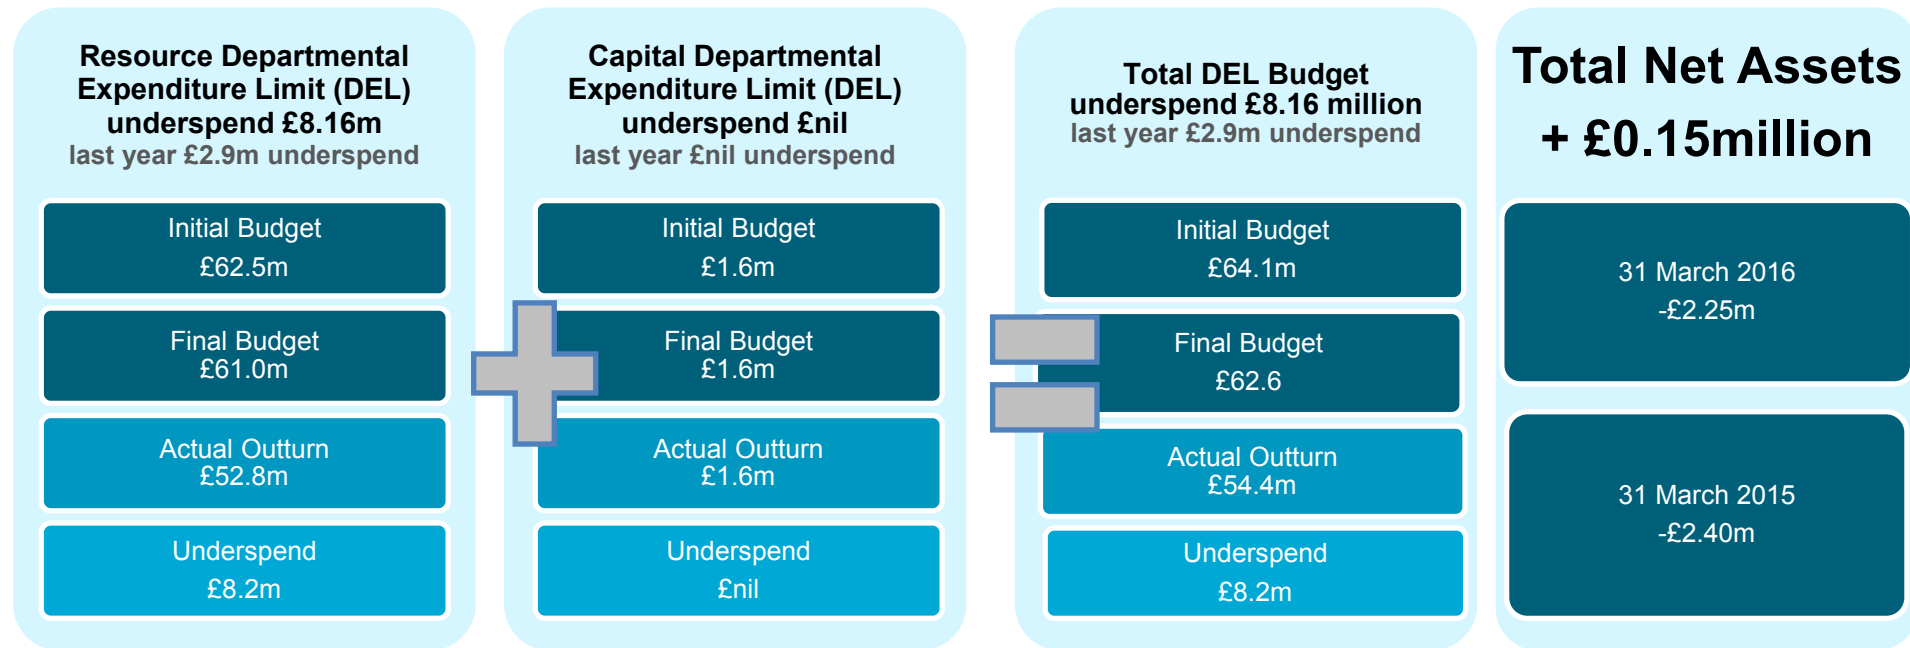 Resource Departmental
Expenditure Limit (DEL)
underspend £8.16m
last year £2.9m underspend
Initial Budget
£62.5m
Final Budget
£61.0m
Actual Outturn
£52.8m
Underspend
£8.2m
Capital Departmental
Expenditure Limit (DEL)
underspend £nil
last year £nil underspend
Initial Budget
£1.6m
Final Budget
£1.6m
Actual Outturn
£1.6m
Underspend
£nil
Total DEL Budget
underspend £8.16 million
last year £2.9m underspend
Initial Budget
£64.1m
Final Budget
£62.6
Actual Outturn
£54.4m
Underspend
£8.2m
Total Net Assets
+ £0.15million
31 March 2016
-£2.25m
31 March 2015
-£2.40m